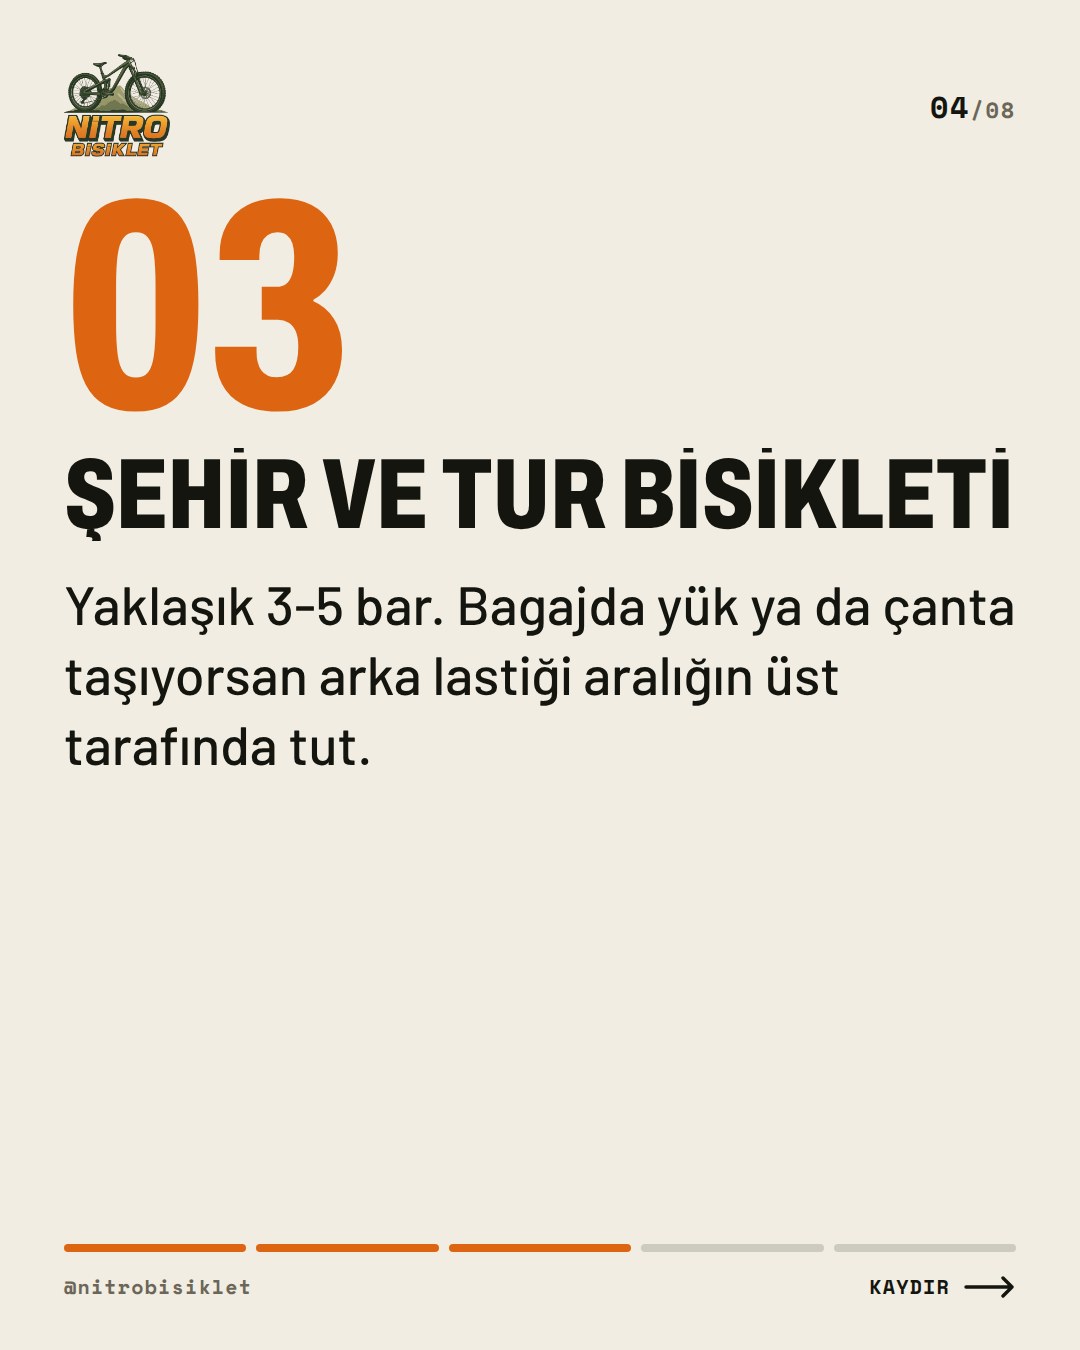 NiTRO
BISIKLET
04/08
03
ŞEHİR VE TUR BİSİKLETİ
Yaklaşık 3-5 bar. Bagajda yük ya da çanta
taşıyorsan arka lastiği aralığın üst
tarafında tut.
@nitrobisiklet
KAYDIR